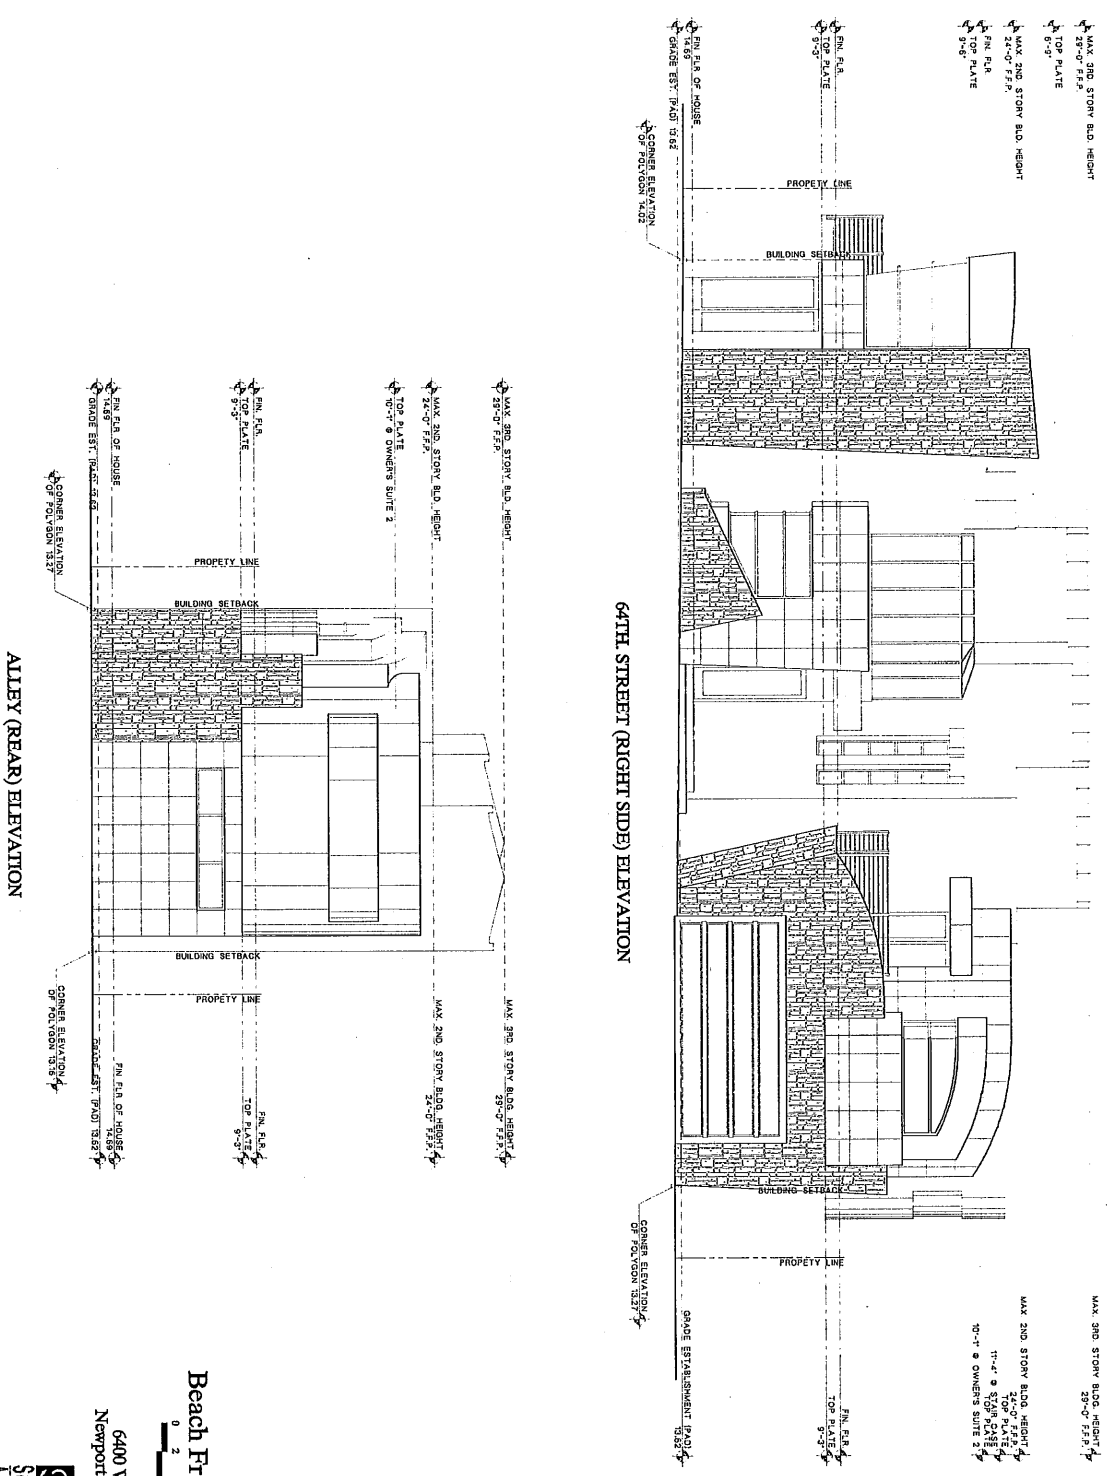 MAX. 3RD. STORY BLD. HEIGHT
29'-0" F.F.P.
TOP PLATE
6'-9"
MAX. 2ND. STORY BLD. HEIGHT
24'-0" F.F.P.
FIN. FLR.
TOP PLATE
9'-6"
FIN. FLR.
TOP PLATE
9'-3"
FIN FLR OF HOUSE
14.69
GRADE EST. (PAD) 13.62
CORNER ELEVATION
OF POLYGON 14.02
PROPETY LINE
BUILDING SETBACK
BUILDING SETBACK
PROPETY LINE
MAX. 3RD. STORY BLDG. HEIGHT
29'-0" F.F.P.
MAX 2ND. STORY BLDG. HEIGHT
24'-0" F.F.P.
TOP PLATE
11'-4" @ STAIR CASE
TOP PLATE
10'-1" @ OWNER'S SUITE 2
FIN. FLR.
TOP PLATE
9'-3"
GRADE ESTABLISHMENT (PAD)
13.62
CORNER ELEVATION
OF POLYGON 13.27
64TH. STREET (RIGHT SIDE) ELEVATION
MAX. 3RD STORY BLD. HEIGHT
29'-0" F.F.P.
MAX. 2ND. STORY BLD. HEIGHT
24'-0" F.F.P.
TOP PLATE
10'-1" @ OWNER'S SUITE 2
FIN. FLR.
TOP PLATE
9'-3"
FIN FLR OF HOUSE
14.69
GRADE EST. (PAD) 13.62
CORNER ELEVATION
OF POLYGON 13.27
PROPETY LINE
BUILDING SETBACK
BUILDING SETBACK
PROPETY LINE
MAX. 3RD. STORY BLDG. HEIGHT
29'-0" F.F.P.
MAX. 2ND. STORY BLDG. HEIGHT
24'-0" F.F.P.
FIN. FLR.
TOP PLATE
9'-3"
FIN FLR OF HOUSE
14.69
GRADE EST. (PAD) 13.62
CORNER ELEVATION
OF POLYGON 13.16
ALLEY (REAR) ELEVATION
Beach Fr
0 2
6400
Newport